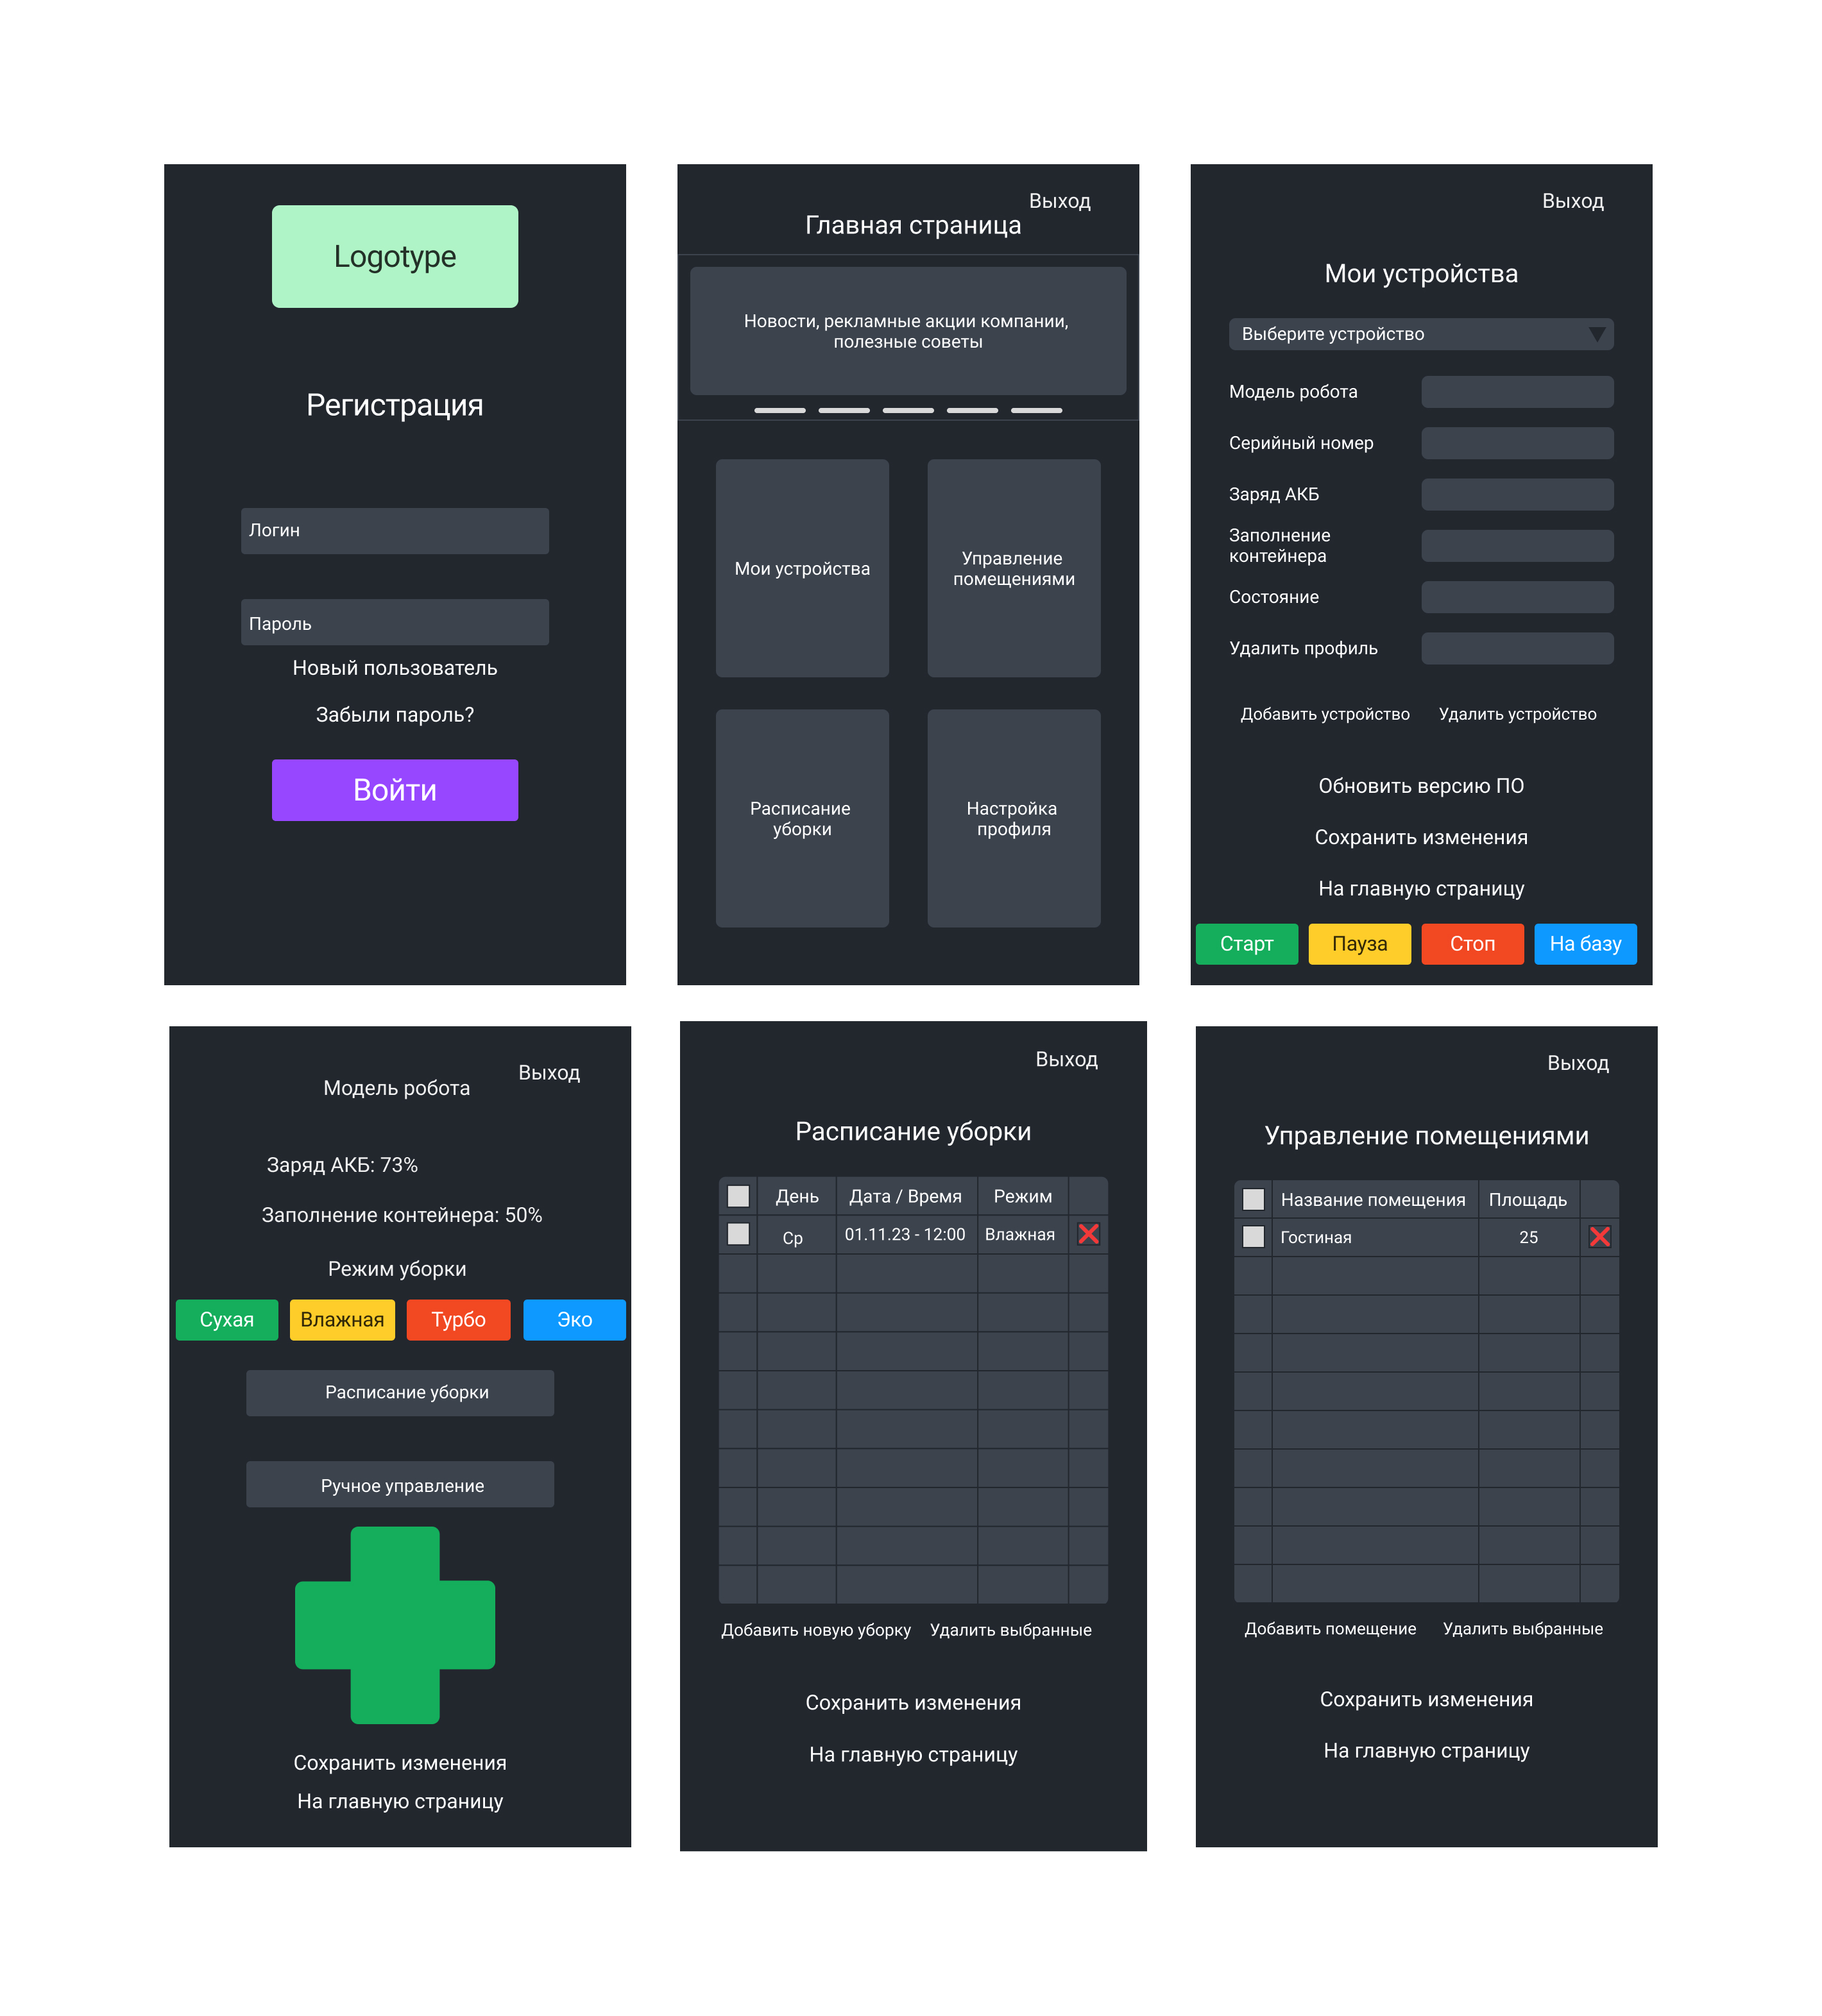 Logotype
Регистрация
Логин
Пароль
Новый пользователь
Забыли пароль?
Войти
Выход
Главная страница
Новости, рекламные акции компании,
полезные советы
Мои устройства
Управление
помещениями
Расписание
уборки
Настройка
профиля
Выход
Мои устройства
Выберите устройство
Модель робота
Серийный номер
Заряд АКБ
Заполнение
контейнера
Состояние
Удалить профиль
Добавить устройство Удалить устройство
Обновить версию ПО
Сохранить изменения
На главную страницу
Старт Пауза Стоп На базу
Выход
Модель робота
Заряд АКБ: 73%
Заполнение контейнера: 50%
Режим уборки
Сухая Влажная Турбо Эко
Расписание уборки
Ручное управление
Сохранить изменения
На главную страницу
Выход
Расписание уборки
День Дата / Время Режим
Ср 01.11.23 - 12:00 Влажная
Добавить новую уборку Удалить выбранные
Сохранить изменения
На главную страницу
Выход
Управление помещениями
Название помещения Площадь
Гостиная 25
Добавить помещение Удалить выбранные
Сохранить изменения
На главную страницу